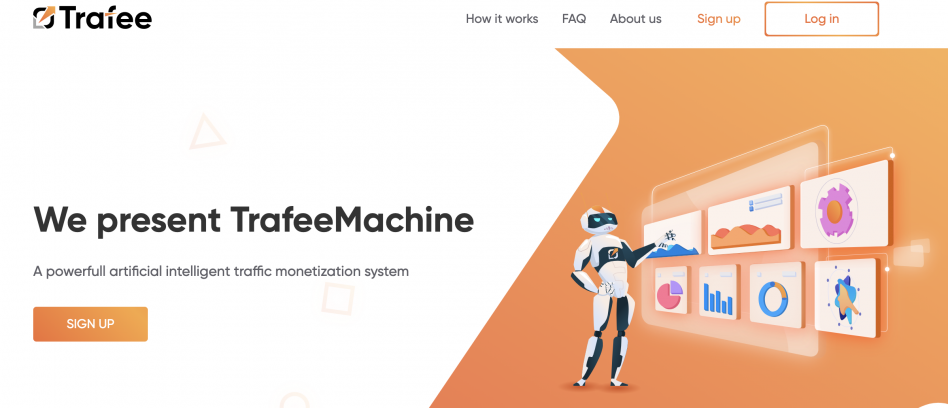 Trafee
How it works FAQ About us Sign up Log in
We present TrafeeMachine
A powerfull artificial intelligent traffic monetization system
SIGN UP